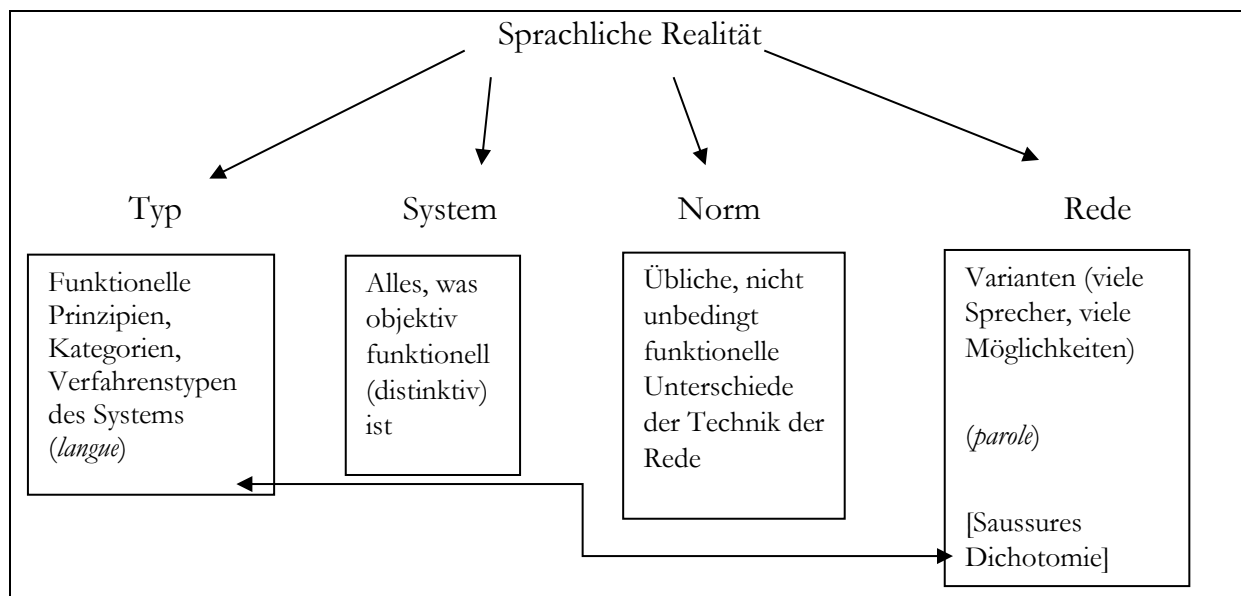 Sprachliche Realität
Typ
System
Norm
Rede
Funktionelle
Prinzipien,
Kategorien,
Verfahrenstypen
des Systems
(langue)
Alles, was
objektiv
funktionell
(distinktiv)
ist
Übliche, nicht
unbedingt
funktionelle
Unterschiede
der Technik der
Rede
Varianten (viele
Sprecher, viele
Möglichkeiten)
(parole)
[Saussures
Dichotomie]